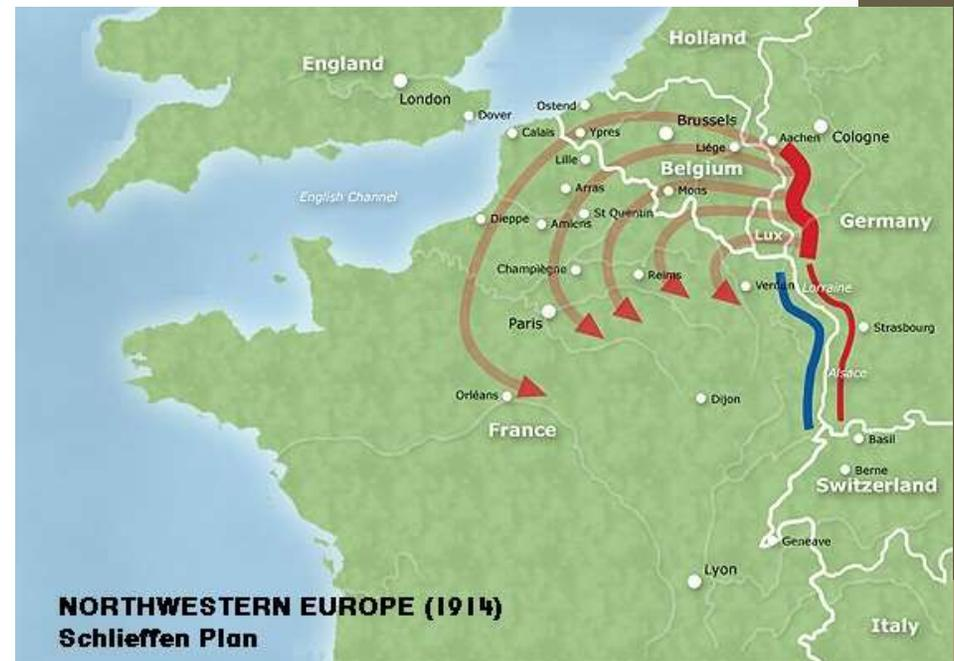 Holland
England
London
Dover
Ostend
Calais
Ypres
Brussels
Aachen
Cologne
Liége
Lille
Belgium
Arras
Mons
English Channel
Dieppe
Amiens
St Quentin
Germany
Lux
Champiègne
Reims
Verdun
Lorraine
Paris
Strasbourg
Alsace
Orléans
Dijon
France
Basil
Berne
Switzerland
Geneave
Lyon
NORTHWESTERN EUROPE (1914)
Schlieffen Plan
Italy